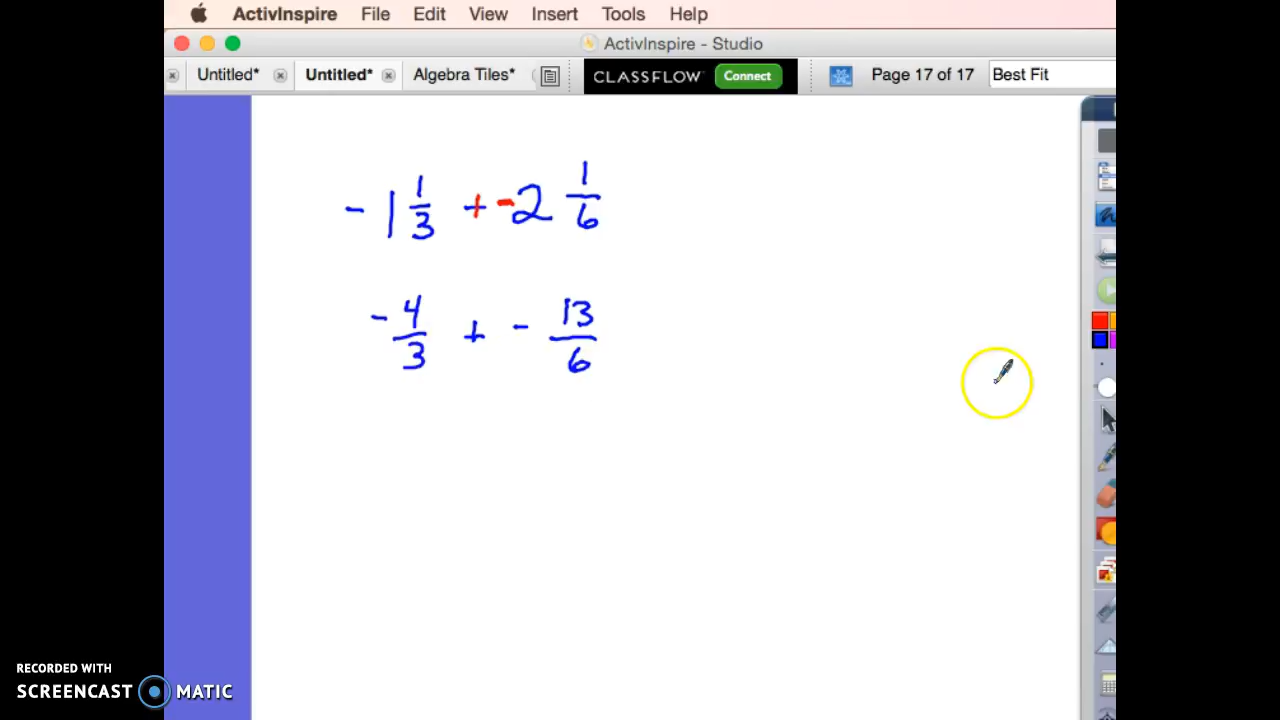 ActivInspire File Edit View Insert Tools Help
ActivInspire - Studio
Untitled* Untitled* Algebra Tiles* CLASSFLOW Connect Page 17 of 17 Best Fit
- 1 1/3 + -2 1/6
- 4/3 + - 13/6
RECORDED WITH
SCREENCAST MATIC